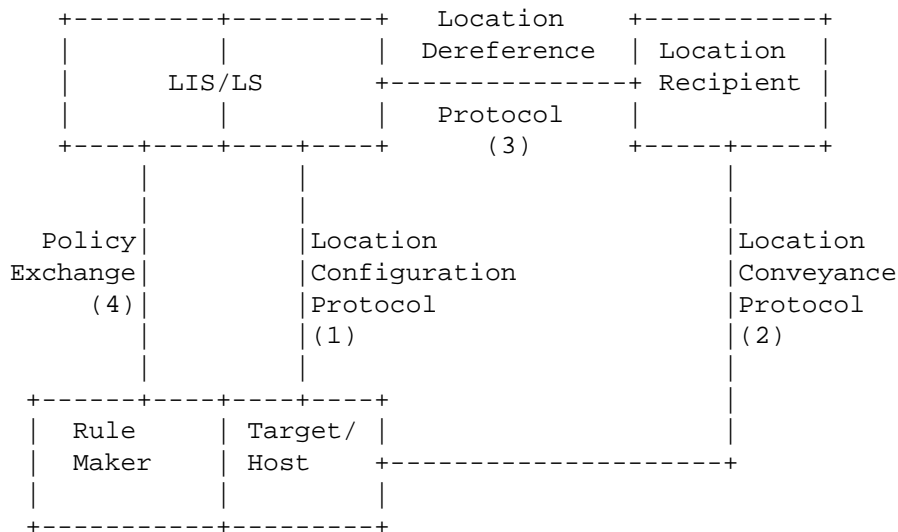 Location
Dereference
Location
LIS/LS
Recipient
Protocol
(3)
Policy
Location
Location
Exchange
Configuration
Conveyance
(4)
Protocol
Protocol
(1)
(2)
Rule
Target/
Maker
Host